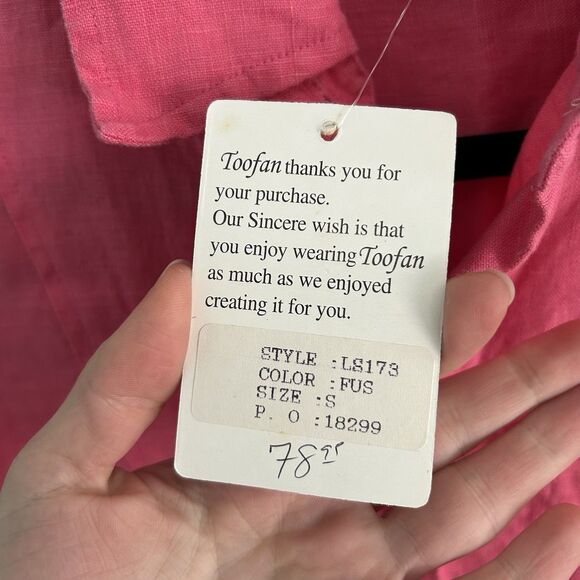 Toofan thanks you for
your purchase.
Our Sincere wish is that
you enjoy wearing Toofan
as much as we enjoyed
creating it for you.
STYLE :LS173
COLOR :FUS
SIZE :S
P. O :18299
78⁹⁵